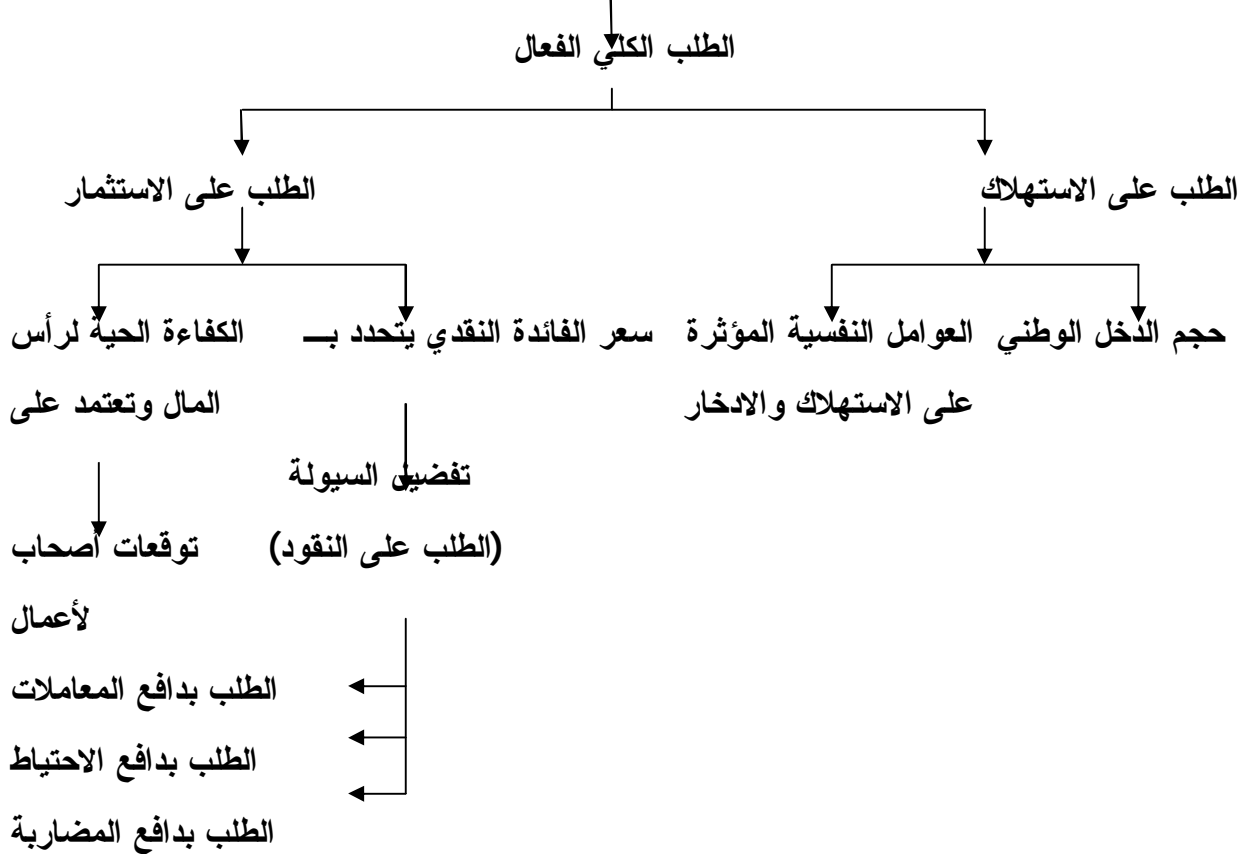 الطلب الكلي الفعال
الطلب على الاستهلاك الطلب على الاستثمار
حجم الدخل الوطني العوامل النفسية المؤثرة سعر الفائدة النقدي يتحدد بـــ الكفاءة الحية لرأس
على الاستهلاك والادخار المال وتعتمد على
تفضيل السيولة
(الطلب على النقود) توقعات أصحاب
لأعمال
الطلب بدافع المعاملات
الطلب بدافع الاحتياط
الطلب بدافع المضاربة